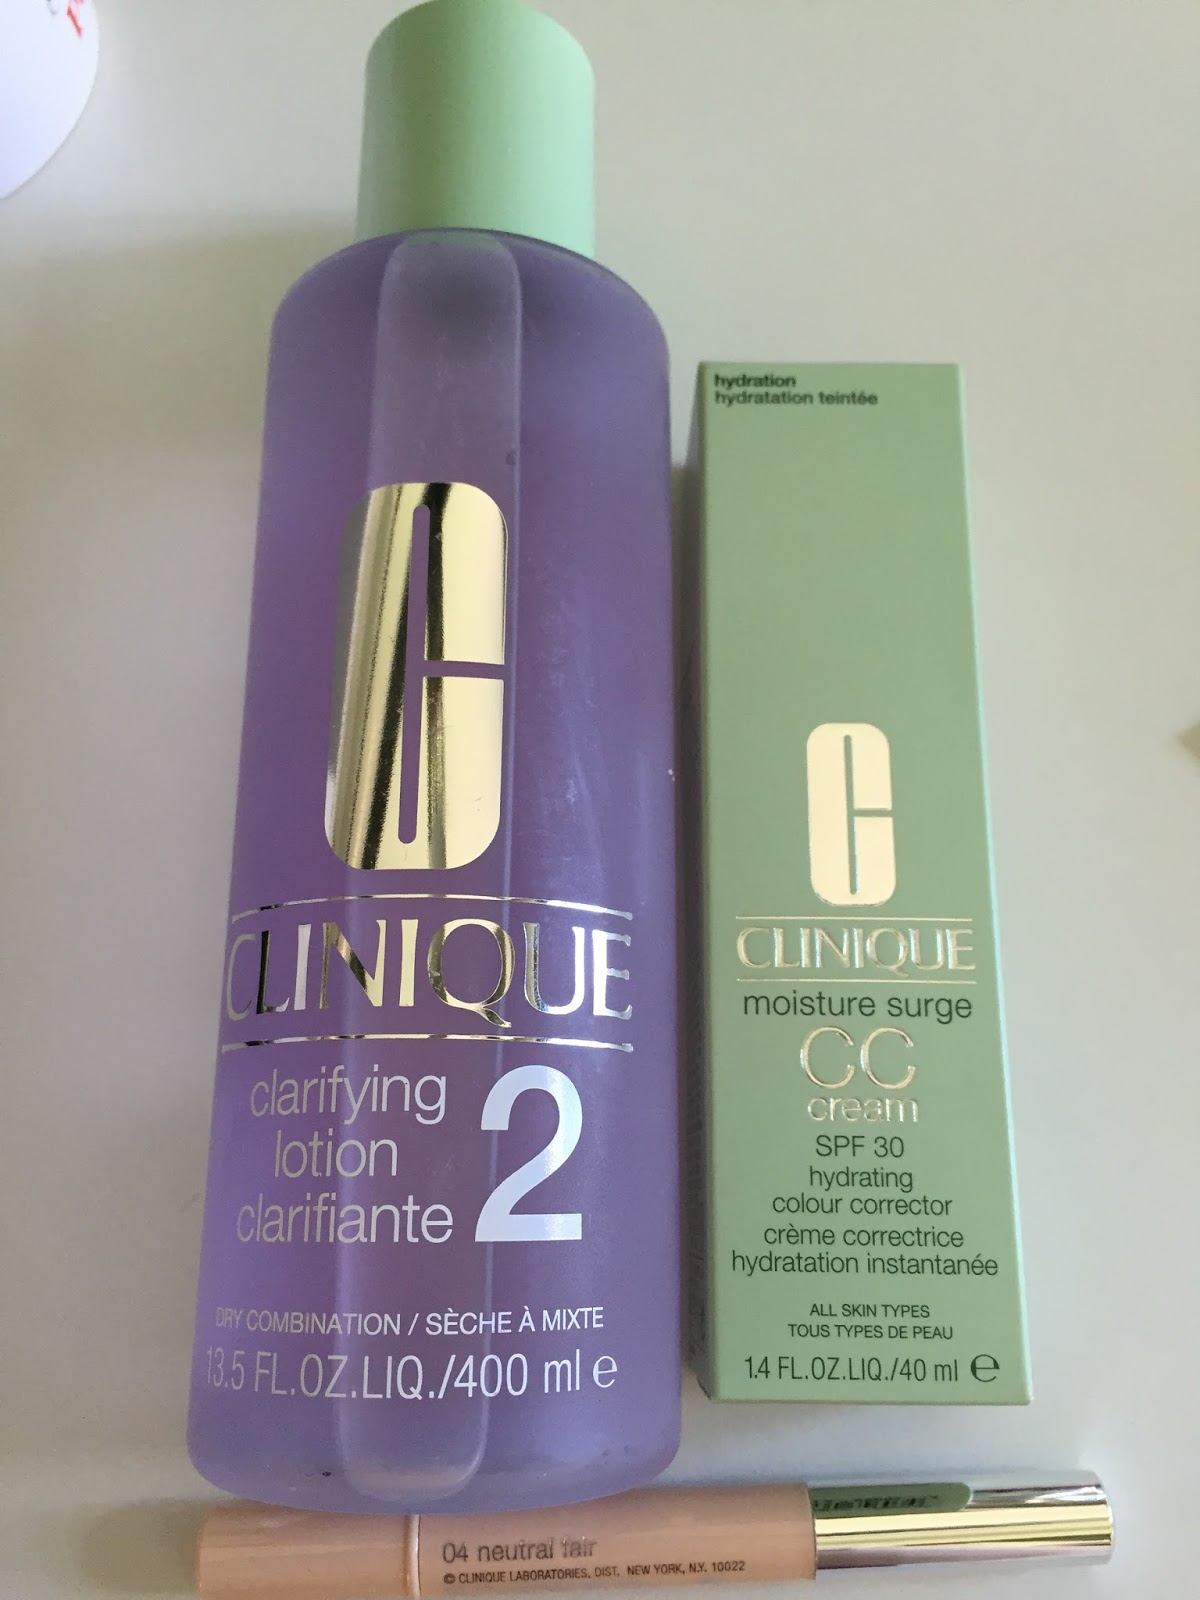 CLINIQUE
clarifying
lotion
clarifiante
2
DRY COMBINATION / SÈCHE À MIXTE
13.5 FL.OZ.LIQ./400 ml e
hydration
hydratation teintée
CLINIQUE
moisture surge
CC
cream
SPF 30
hydrating
colour corrector
crème correctrice
hydratation instantanée
ALL SKIN TYPES
TOUS TYPES DE PEAU
1.4 FL.OZ.LIQ./40 ml e
04 neutral fair
© CLINIQUE LABORATORIES, DIST. NEW YORK, N.Y. 10022